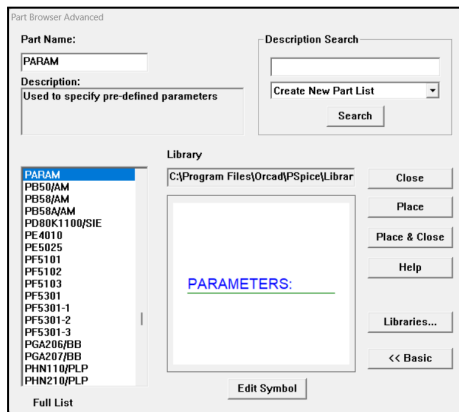 Part Browser Advanced
Part Name:
PARAM
Description:
Used to specify pre-defined parameters
Description Search
Create New Part List
Search
Library
C:\Program Files\Orcad\PSpice\Librar
PARAM
PB50/AM
PB58/AM
PB58A/AM
PD80K1100/SIE
PE4010
PE5025
PF5101
PF5102
PF5103
PF5301
PF5301-1
PF5301-2
PF5301-3
PGA206/BB
PGA207/BB
PHN110/PLP
PHN210/PLP
Full List
PARAMETERS:
Edit Symbol
Close
Place
Place & Close
Help
Libraries...
<< Basic